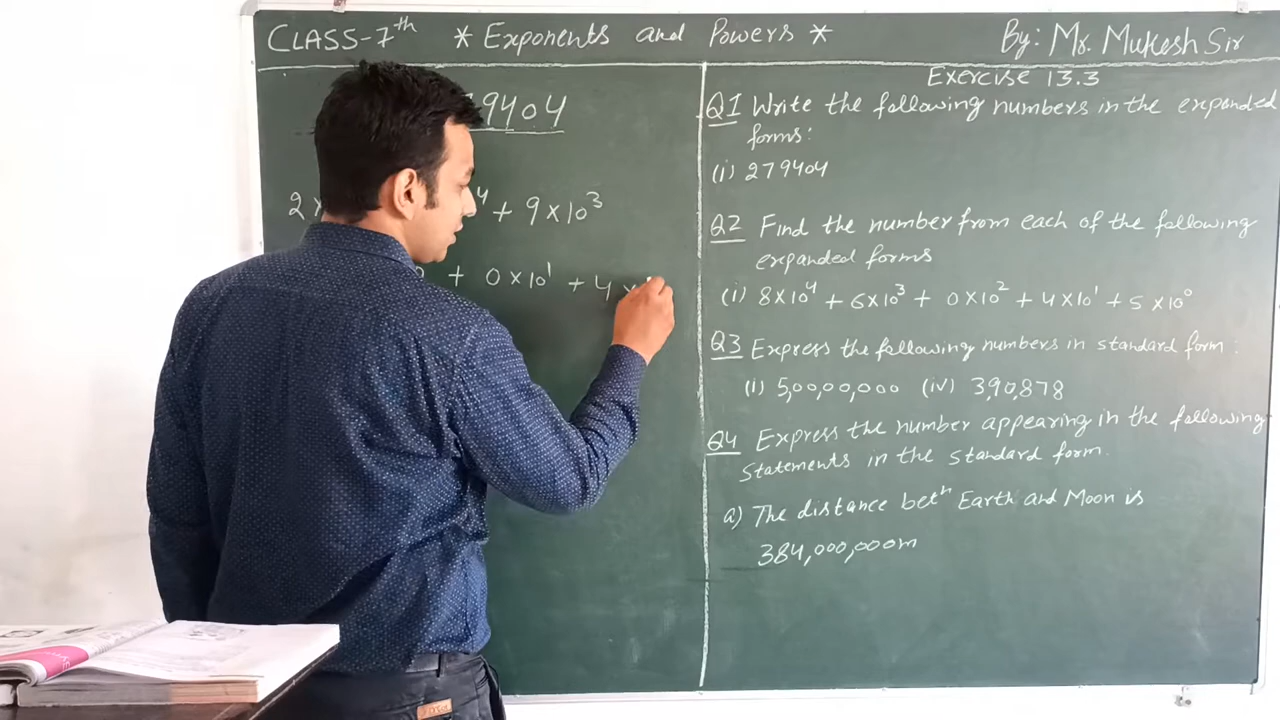 CLASS-7th * Exponents and Powers * By: Mr. Mukesh Sir
9404
2 × 4 + 9×10³
+ 0×10¹ + 4 ×
Exercise 13.3
Q1 Write the following numbers in the expanded
forms:
(i) 279404
Q2 Find the number from each of the following
expanded forms
(i) 8×10⁴ + 6×10³ + 0×10² + 4×10¹ + 5×10⁰
Q3 Express the following numbers in standard form:
(i) 5,00,00,000 (iv) 3,90,878
Q4 Express the number appearing in the following
statements in the standard form.
a) The distance betⁿ Earth and Moon is
384,000,000m